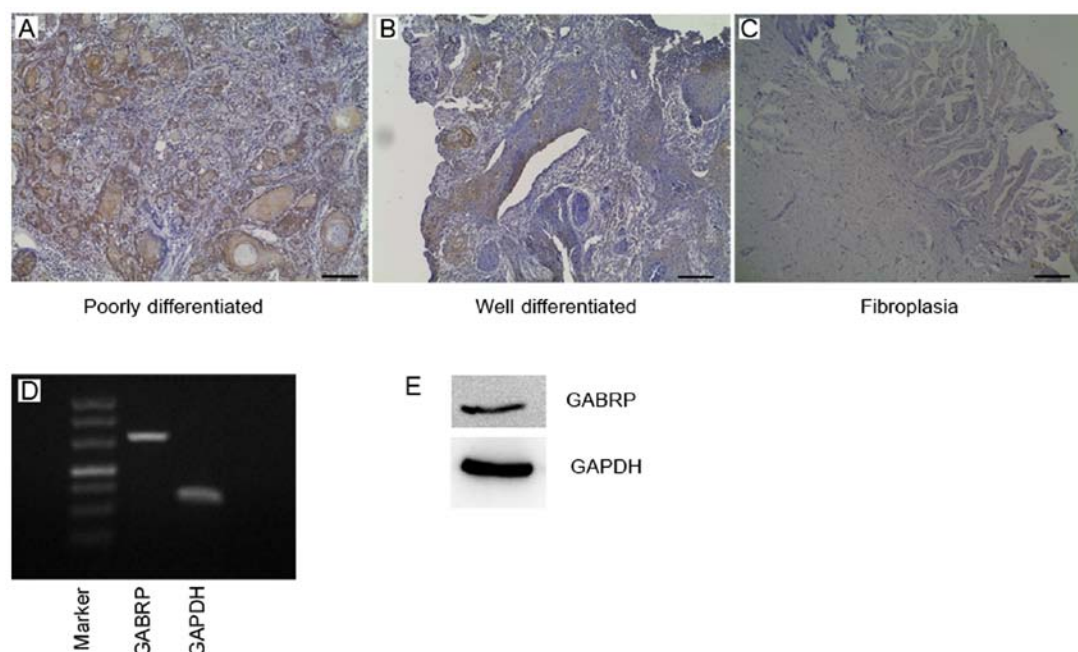 A
B
C
Poorly differentiated
Well differentiated
Fibroplasia
D
E
GABRP
GAPDH
Marker
GABRP
GAPDH